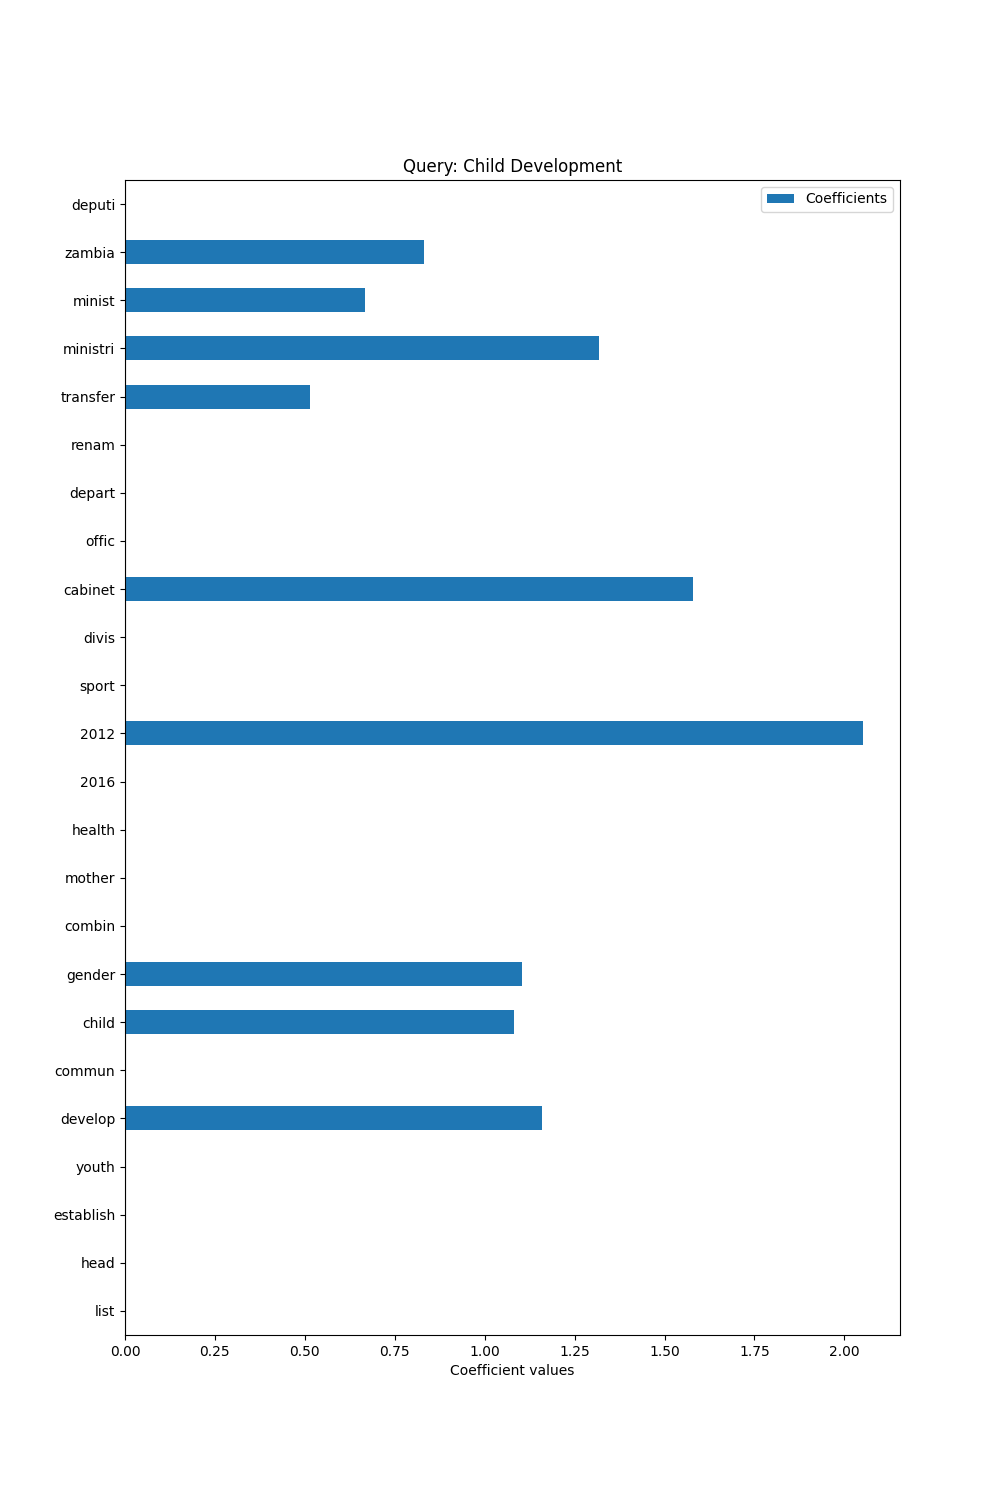 Query: Child Development
Coefficients
deputi
zambia
minist
ministri
transfer
renam
depart
offic
cabinet
divis
sport
2012
2016
health
mother
combin
gender
child
commun
develop
youth
establish
head
list
0.00 0.25 0.50 0.75 1.00 1.25 1.50 1.75 2.00
Coefficient values